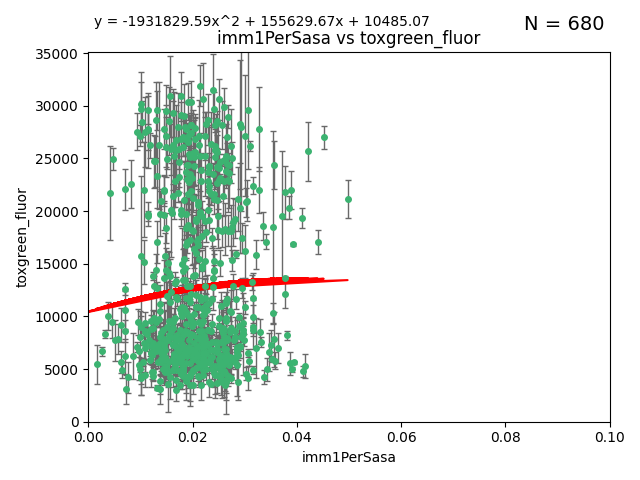 y = -1931829.59x^2 + 155629.67x + 10485.07
N = 680
imm1PerSasa vs toxgreen_fluor
35000
30000
25000
20000
15000
10000
5000
0
toxgreen_fluor
0.00 0.02 0.04 0.06 0.08 0.10
imm1PerSasa